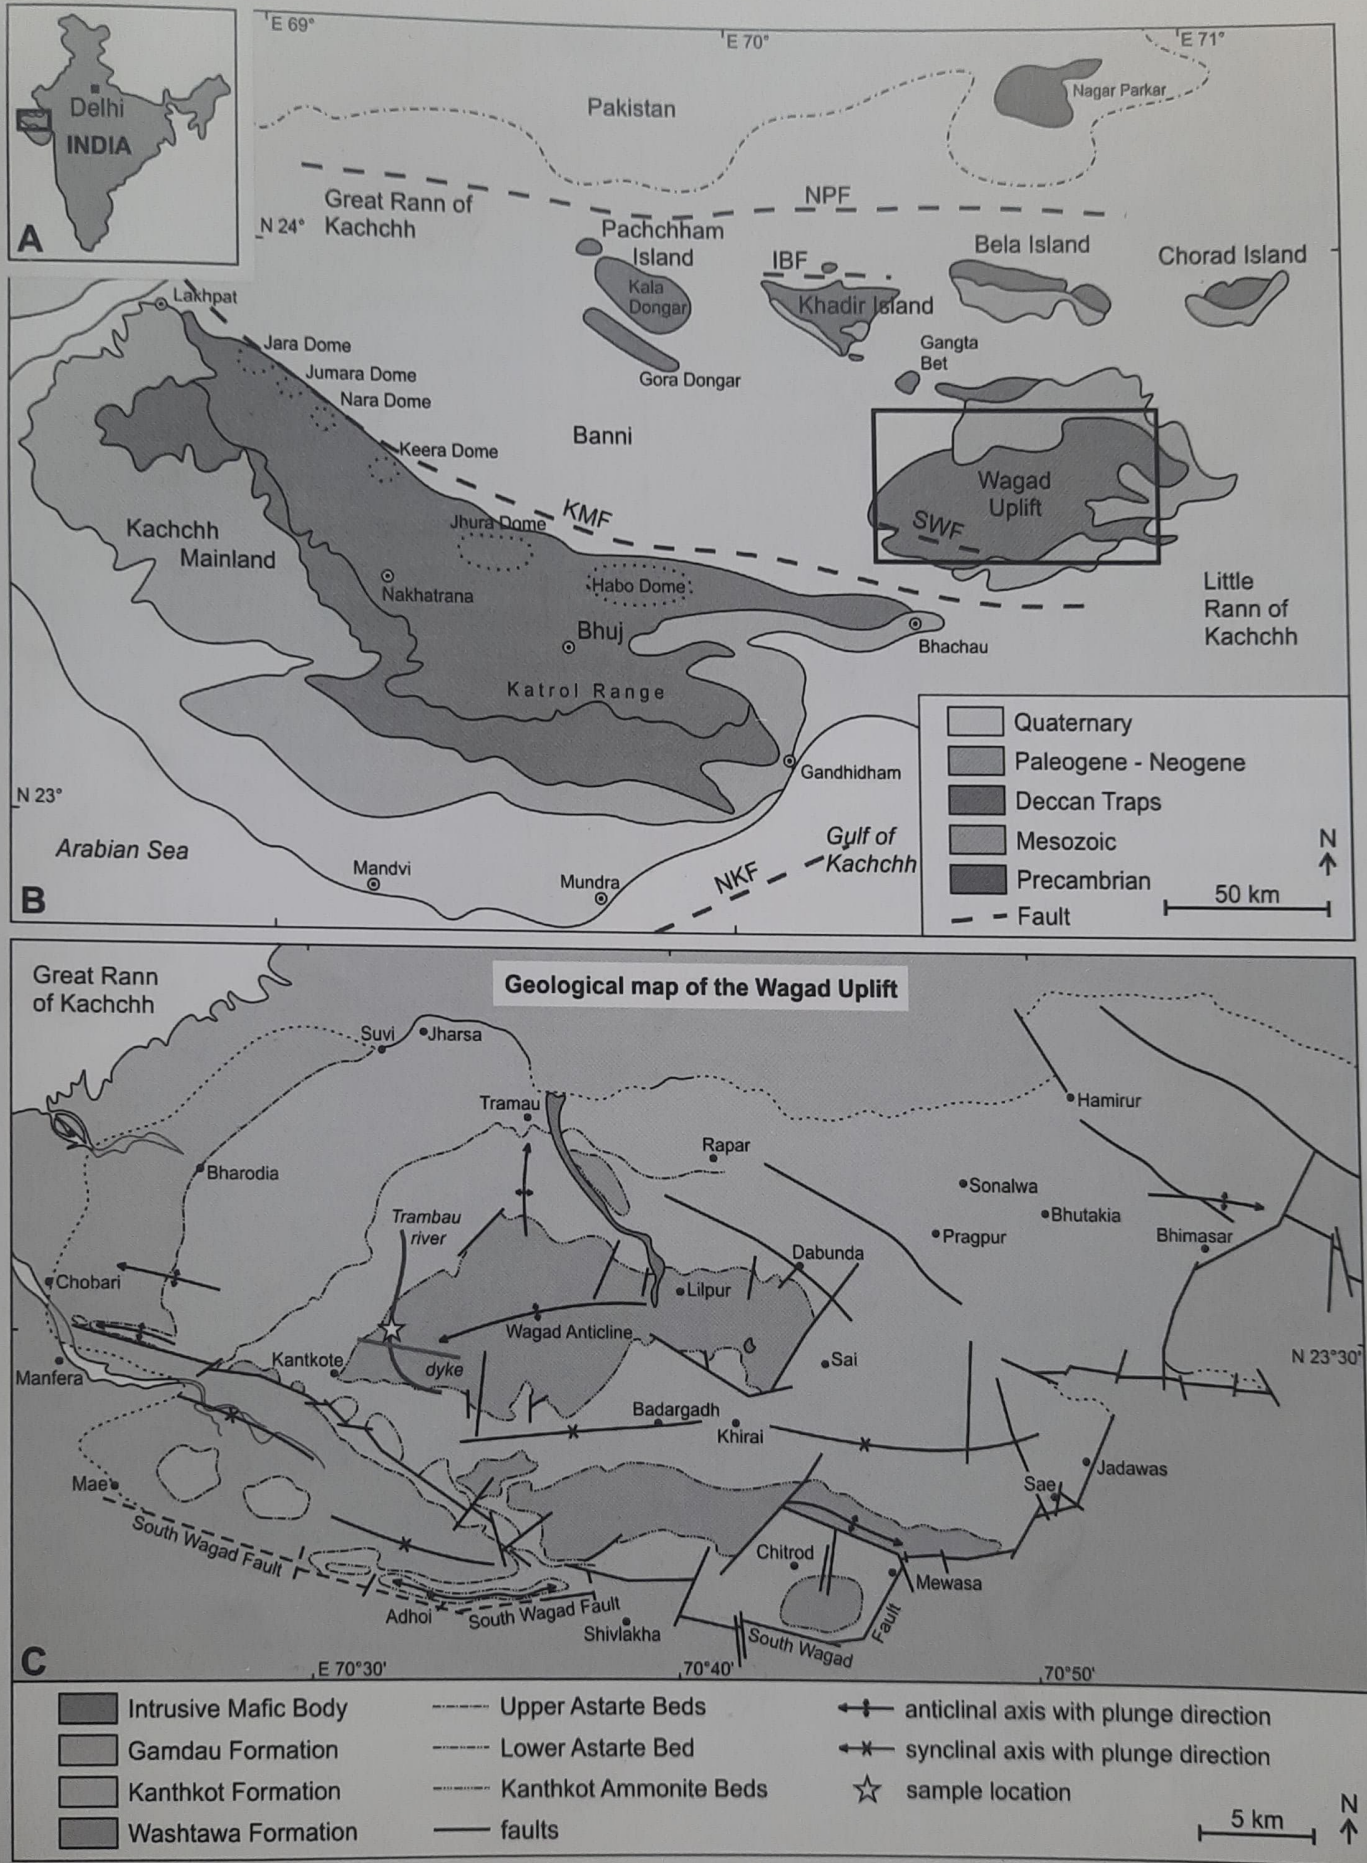 E 69°
E 70°
E 71°
Delhi
INDIA
A
Pakistan
Nagar Parkar
Great Rann of
Kachchh
NPF
N 24°
Pachchham
Island
Bela Island
Chorad Island
IBF
Kala
Dongar
Khadir Island
Lakhpat
Jara Dome
Jumara Dome
Nara Dome
Gora Dongar
Gangta
Bet
Banni
Keera Dome
Wagad
Uplift
SWF
Kachchh
Mainland
Jhura Dome
KMF
Nakhatrana
Habo Dome
Little
Rann of
Kachchh
Bhuj
Bhachau
Katrol Range
Quaternary
Paleogene - Neogene
Deccan Traps
Mesozoic
Precambrian
Fault
N
50 km
Gandhidham
N 23°
Arabian Sea
Gulf of
Kachchh
Mandvi
Mundra
NKF
B
Great Rann
of Kachchh
Geological map of the Wagad Uplift
Suvi
Jharsa
Tramau
Hamirur
Rapar
Bharodia
Sonalwa
Bhutakia
Trambau
river
Pragpur
Bhimasar
Dabunda
Chobari
Lilpur
Wagad Anticline
Kantkote
dyke
Sai
N 23°30'
Manfera
Badargadh
Khirai
Mae
Sae
Jadawas
South Wagad Fault
Chitrod
Mewasa
Adhoi
South Wagad Fault
Shivlakha
South Wagad
Fault
C
E 70°30'
70°40'
70°50'
Intrusive Mafic Body
Gamdau Formation
Kanthkot Formation
Washtawa Formation
Upper Astarte Beds
Lower Astarte Bed
Kanthkot Ammonite Beds
faults
anticlinal axis with plunge direction
synclinal axis with plunge direction
sample location
5 km
N